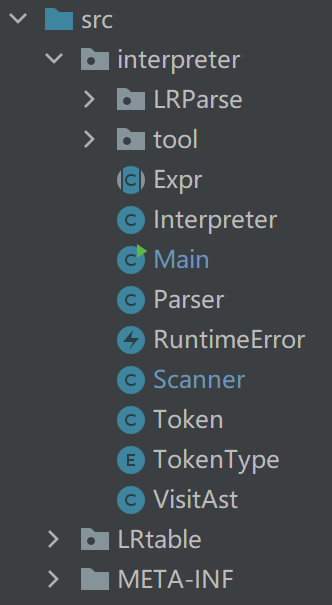 src
interpreter
LRParse
tool
Expr
Interpreter
Main
Parser
RuntimeError
Scanner
Token
TokenType
VisitAst
LRtable
META-INF